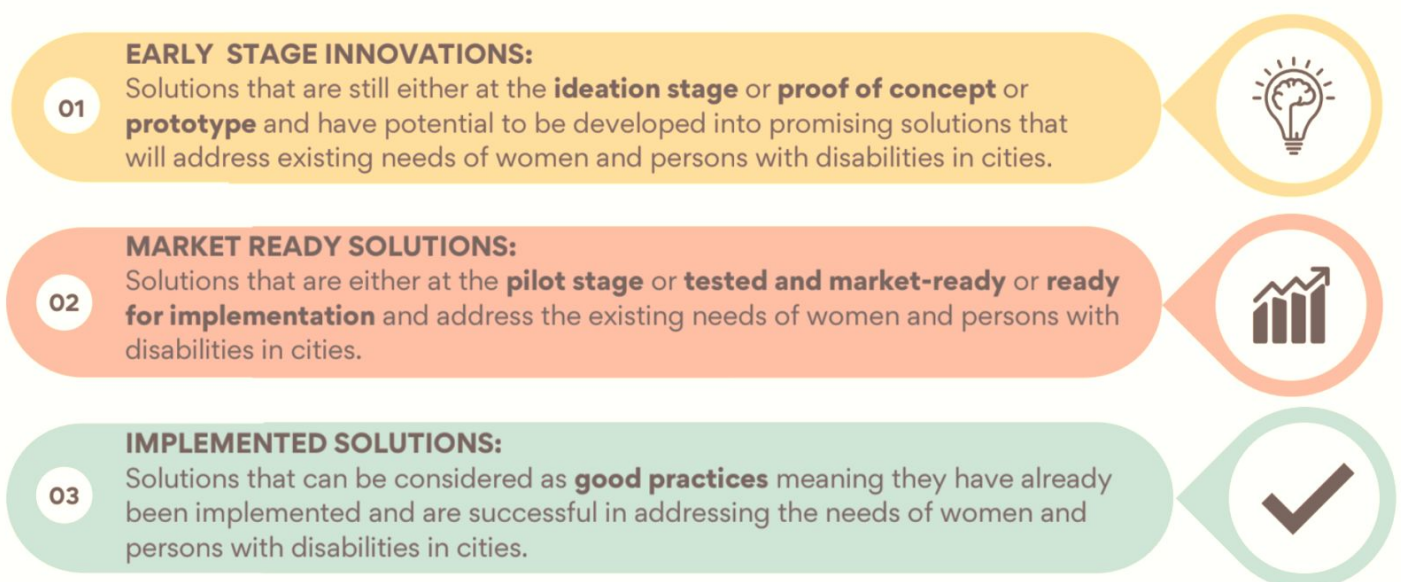 EARLY STAGE INNOVATIONS:
01
Solutions that are still either at the ideation stage or proof of concept or
prototype and have potential to be developed into promising solutions that
will address existing needs of women and persons with disabilities in cities.
MARKET READY SOLUTIONS:
02
Solutions that are either at the pilot stage or tested and market-ready or ready
for implementation and address the existing needs of women and persons with
disabilities in cities.
IMPLEMENTED SOLUTIONS:
03
Solutions that can be considered as good practices meaning they have already
been implemented and are successful in addressing the needs of women and
persons with disabilities in cities.